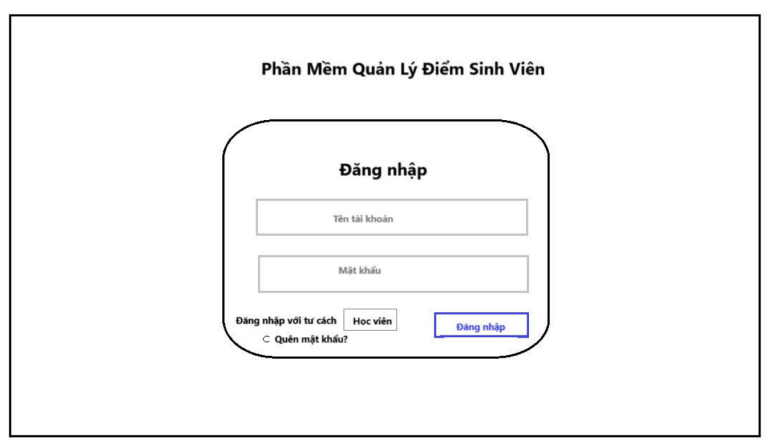 Phần Mềm Quản Lý Điểm Sinh Viên
Đăng nhập
Tên tài khoản
Mật khẩu
Đăng nhập với tư cách Học viên Đăng nhập
Quên mật khẩu?